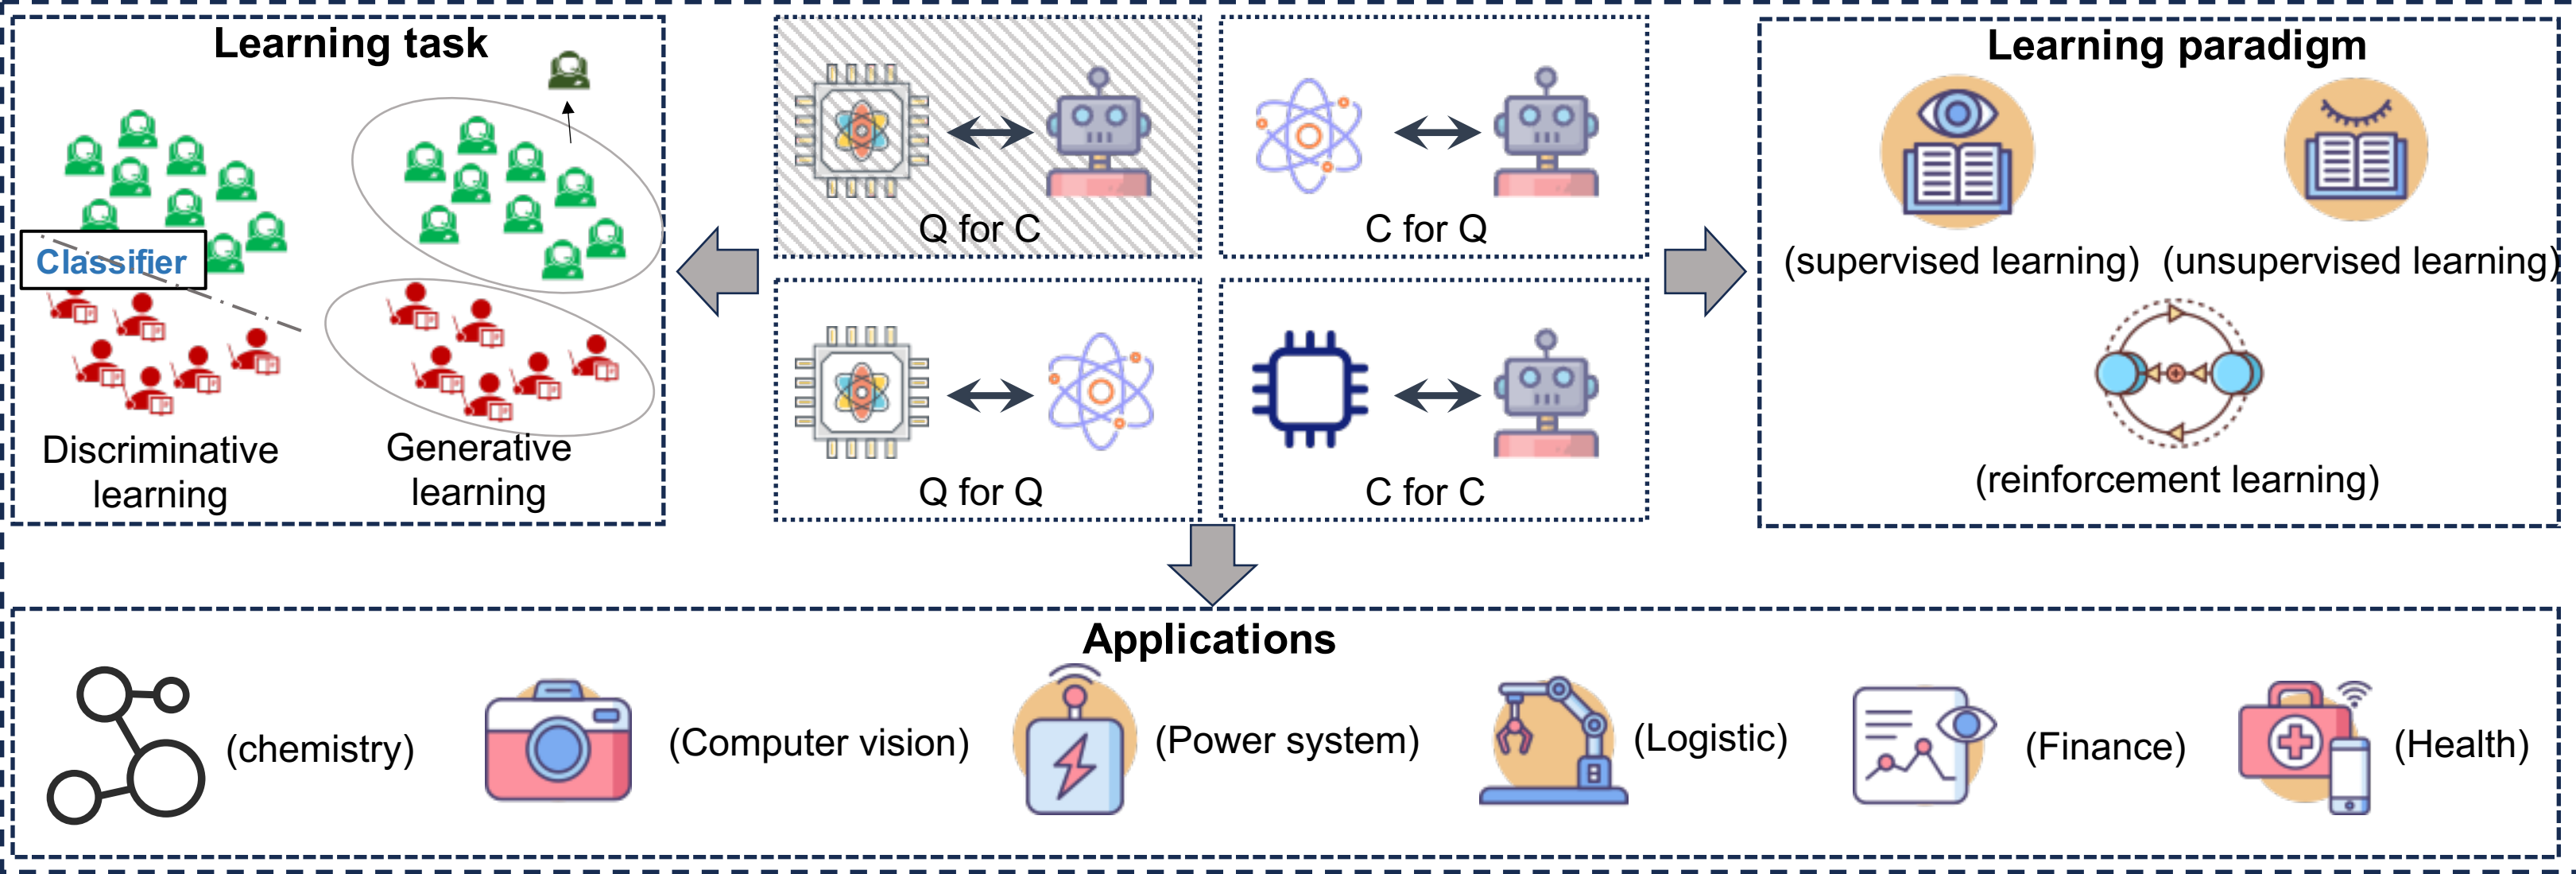 Learning task
Classifier
Discriminative
learning
Generative
learning
Q for C
C for Q
Q for Q
C for C
Learning paradigm
(supervised learning)
(unsupervised learning)
(reinforcement learning)
Applications
(chemistry)
(Computer vision)
(Power system)
(Logistic)
(Finance)
(Health)